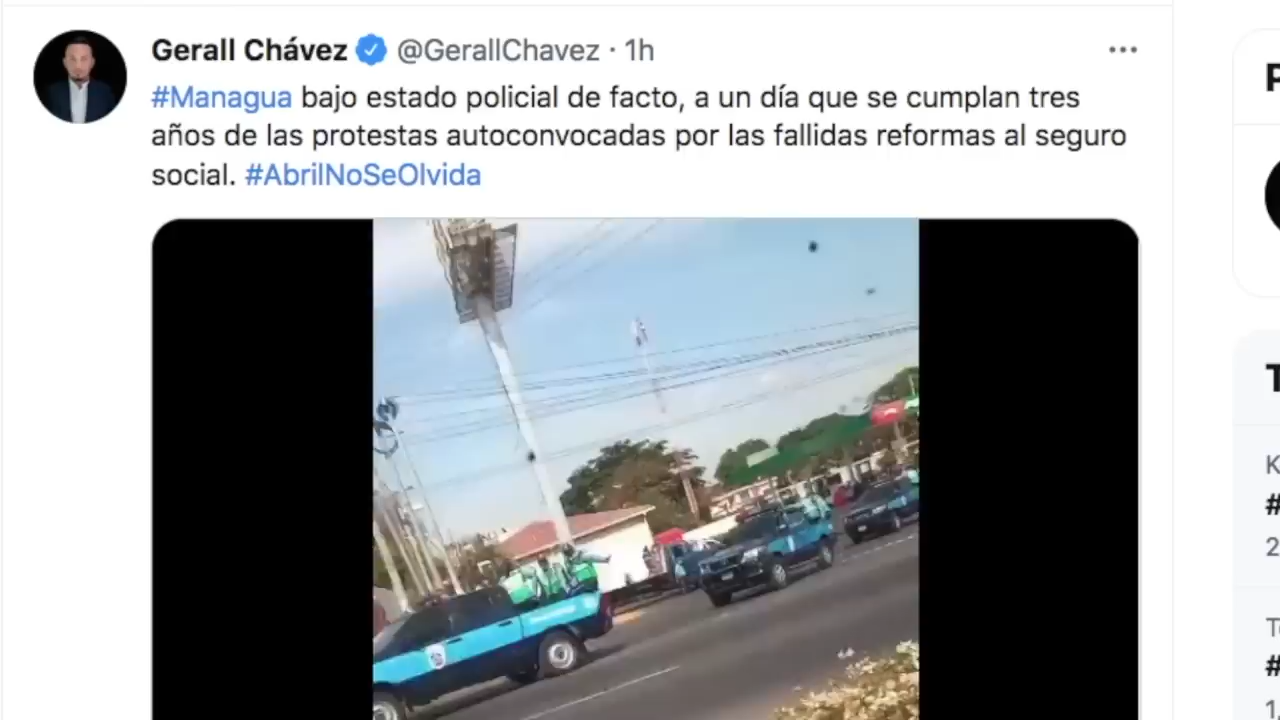 Gerall Chávez @GerallChavez · 1h
#Managua bajo estado policial de facto, a un día que se cumplan tres
años de las protestas autoconvocadas por las fallidas reformas al seguro
social. #AbrilNoSeOlvida